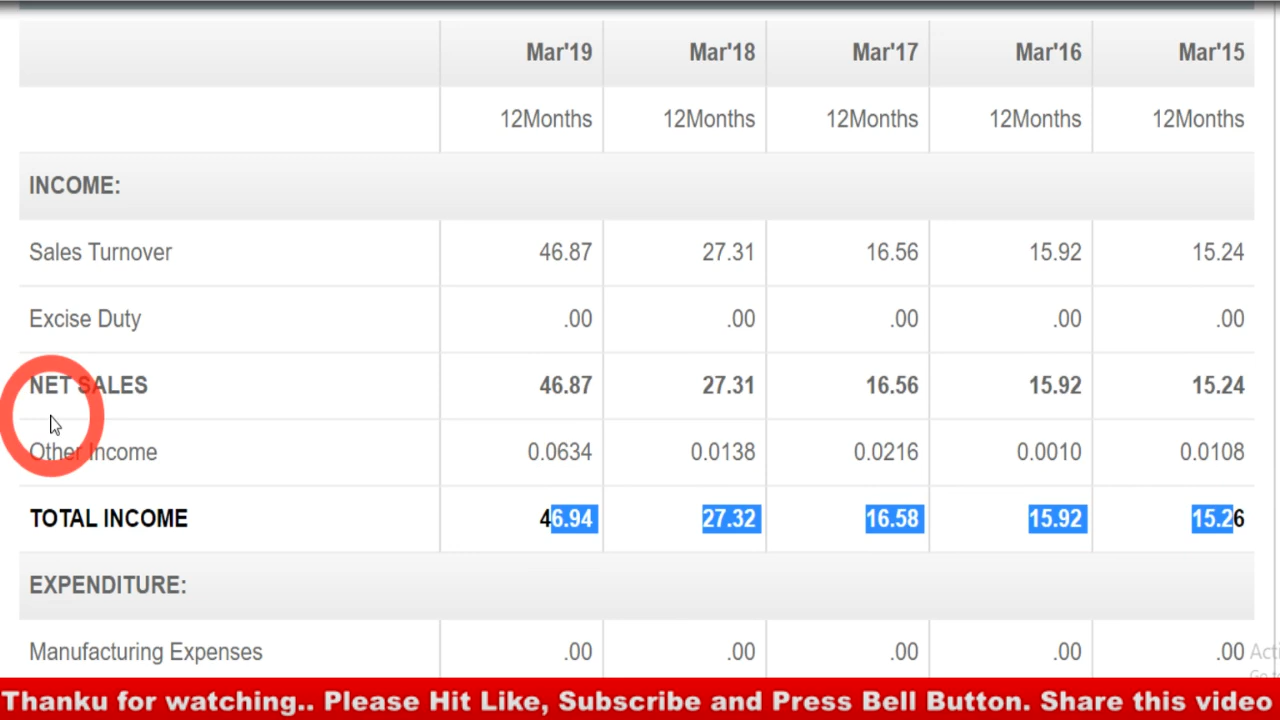 Mar'19 Mar'18 Mar'17 Mar'16 Mar'15
12Months 12Months 12Months 12Months 12Months
INCOME:
Sales Turnover 46.87 27.31 16.56 15.92 15.24
Excise Duty .00 .00 .00 .00 .00
NET SALES 46.87 27.31 16.56 15.92 15.24
Other Income 0.0634 0.0138 0.0216 0.0010 0.0108
TOTAL INCOME 46.94 27.32 16.58 15.92 15.26
EXPENDITURE:
Manufacturing Expenses .00 .00 .00 .00 .00
Thanku for watching.. Please Hit Like, Subscribe and Press Bell Button. Share this video